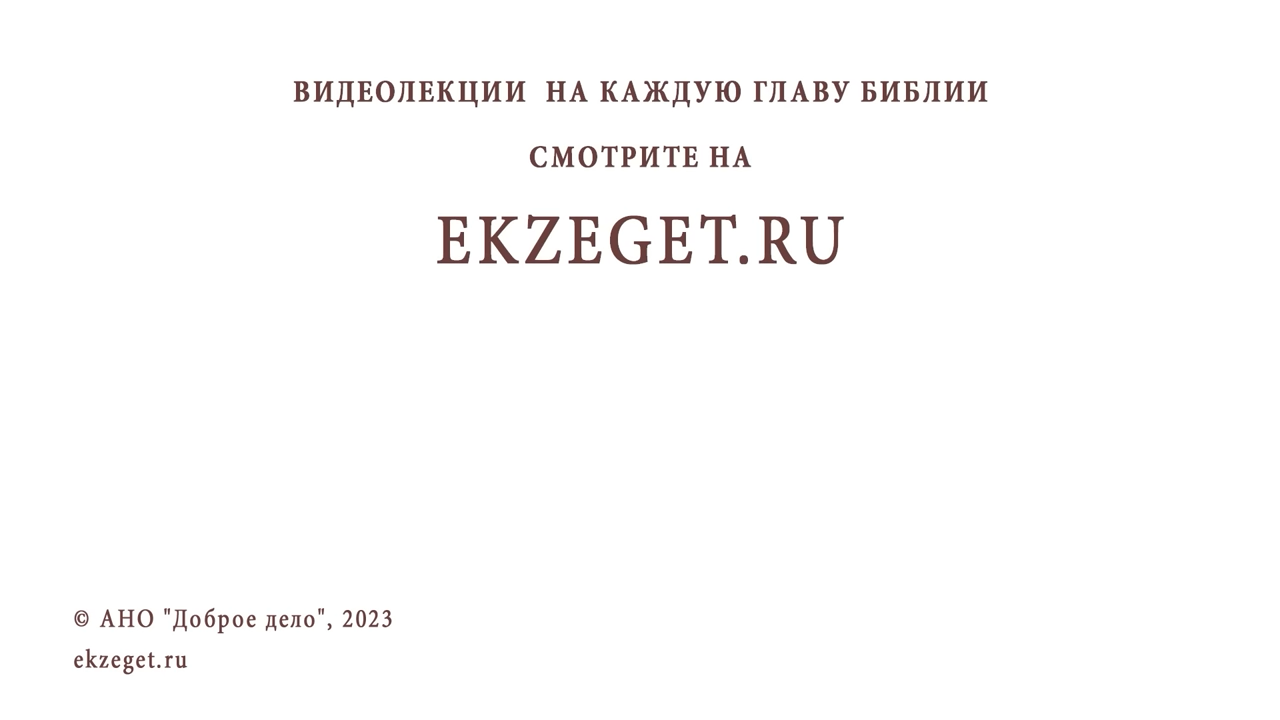 ВИДЕОЛЕКЦИИ НА КАЖДУЮ ГЛАВУ БИБЛИИ
СМОТРИТЕ НА
EKZEGET.RU
© АНО "Доброе дело", 2023
ekzeget.ru